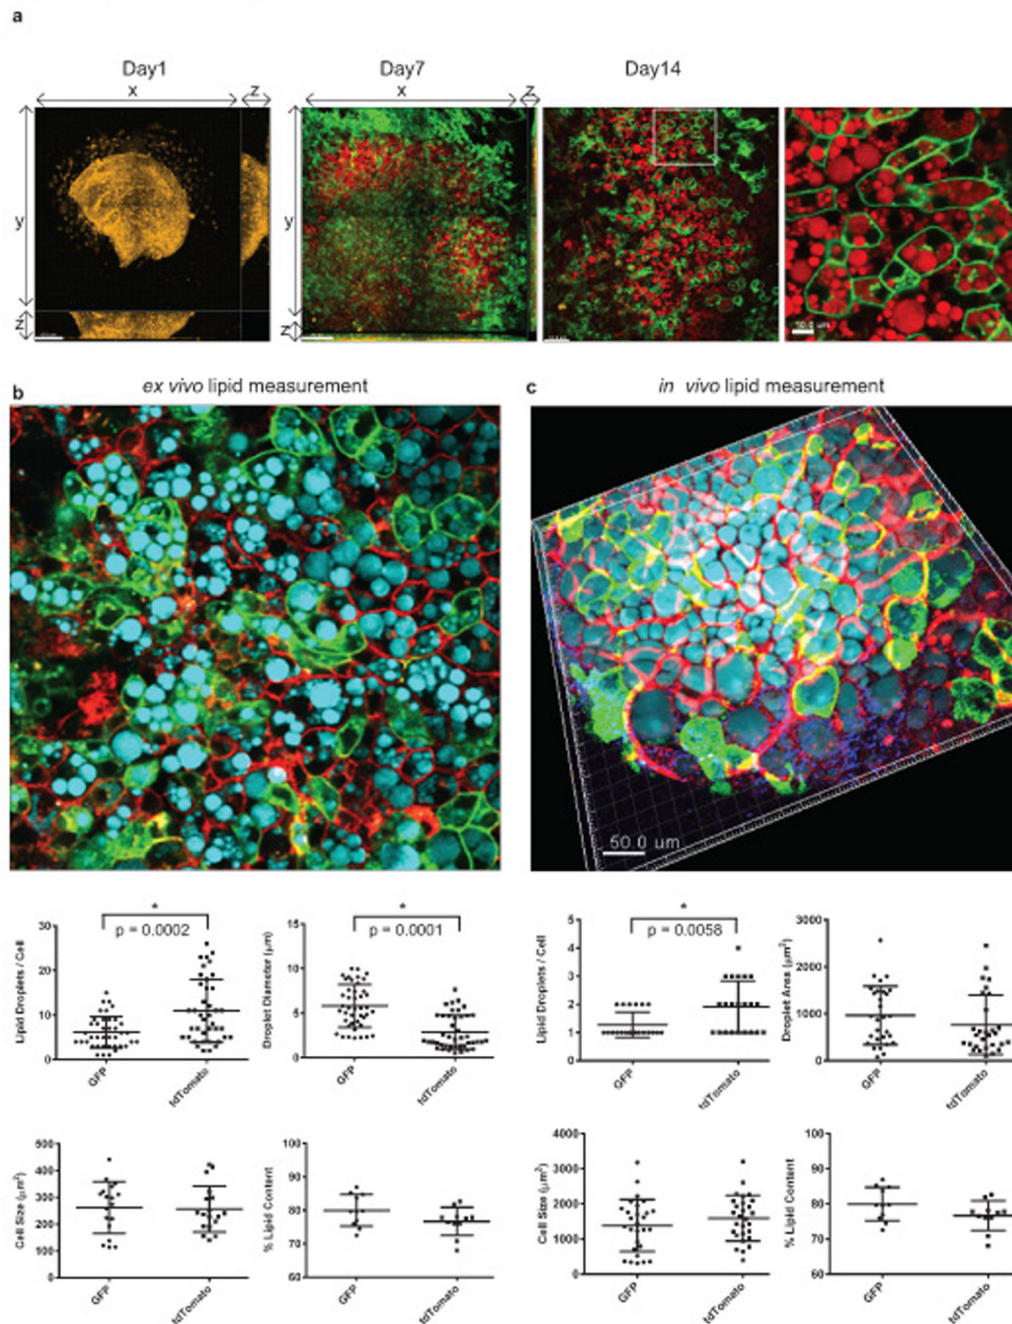 a
Day1
Day7
Day14
x
z
x
z
y
z
y
z
50.0 um
b
ex vivo lipid measurement
c
in vivo lipid measurement
50.0 um
*
p = 0.0002
Lipid Droplets / Cell
30
20
10
0
GFP
tdTomato
*
p = 0.0001
Droplet Diameter (μm)
15
10
5
0
GFP
tdTomato
*
p = 0.0058
Lipid Droplets / Cell
5
4
3
2
1
0
GFP
tdTomato
Droplet Area (μm²)
3000
2000
1000
0
GFP
tdTomato
Cell Size (μm²)
500
400
300
200
100
0
GFP
tdTomato
% Lipid Content
100
90
80
70
60
GFP
tdTomato
Cell Size (μm²)
4000
3000
2000
1000
0
GFP
tdTomato
% Lipid Content
100
90
80
70
60
GFP
tdTomato